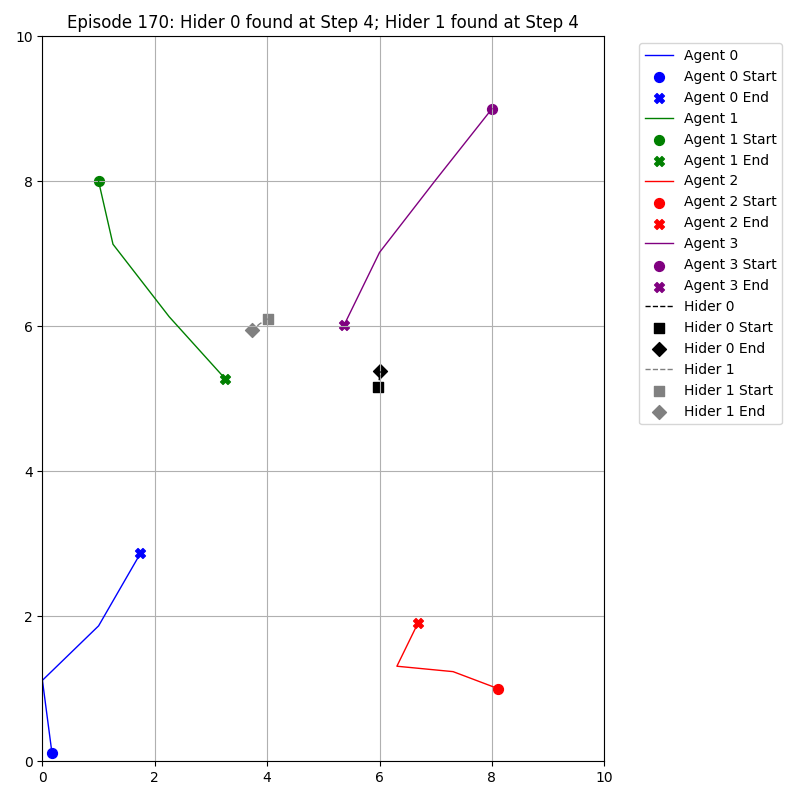 Episode 170: Hider 0 found at Step 4; Hider 1 found at Step 4
10
8
6
4
2
0
0 2 4 6 8 10
Agent 0
Agent 0 Start
Agent 0 End
Agent 1
Agent 1 Start
Agent 1 End
Agent 2
Agent 2 Start
Agent 2 End
Agent 3
Agent 3 Start
Agent 3 End
Hider 0
Hider 0 Start
Hider 0 End
Hider 1
Hider 1 Start
Hider 1 End